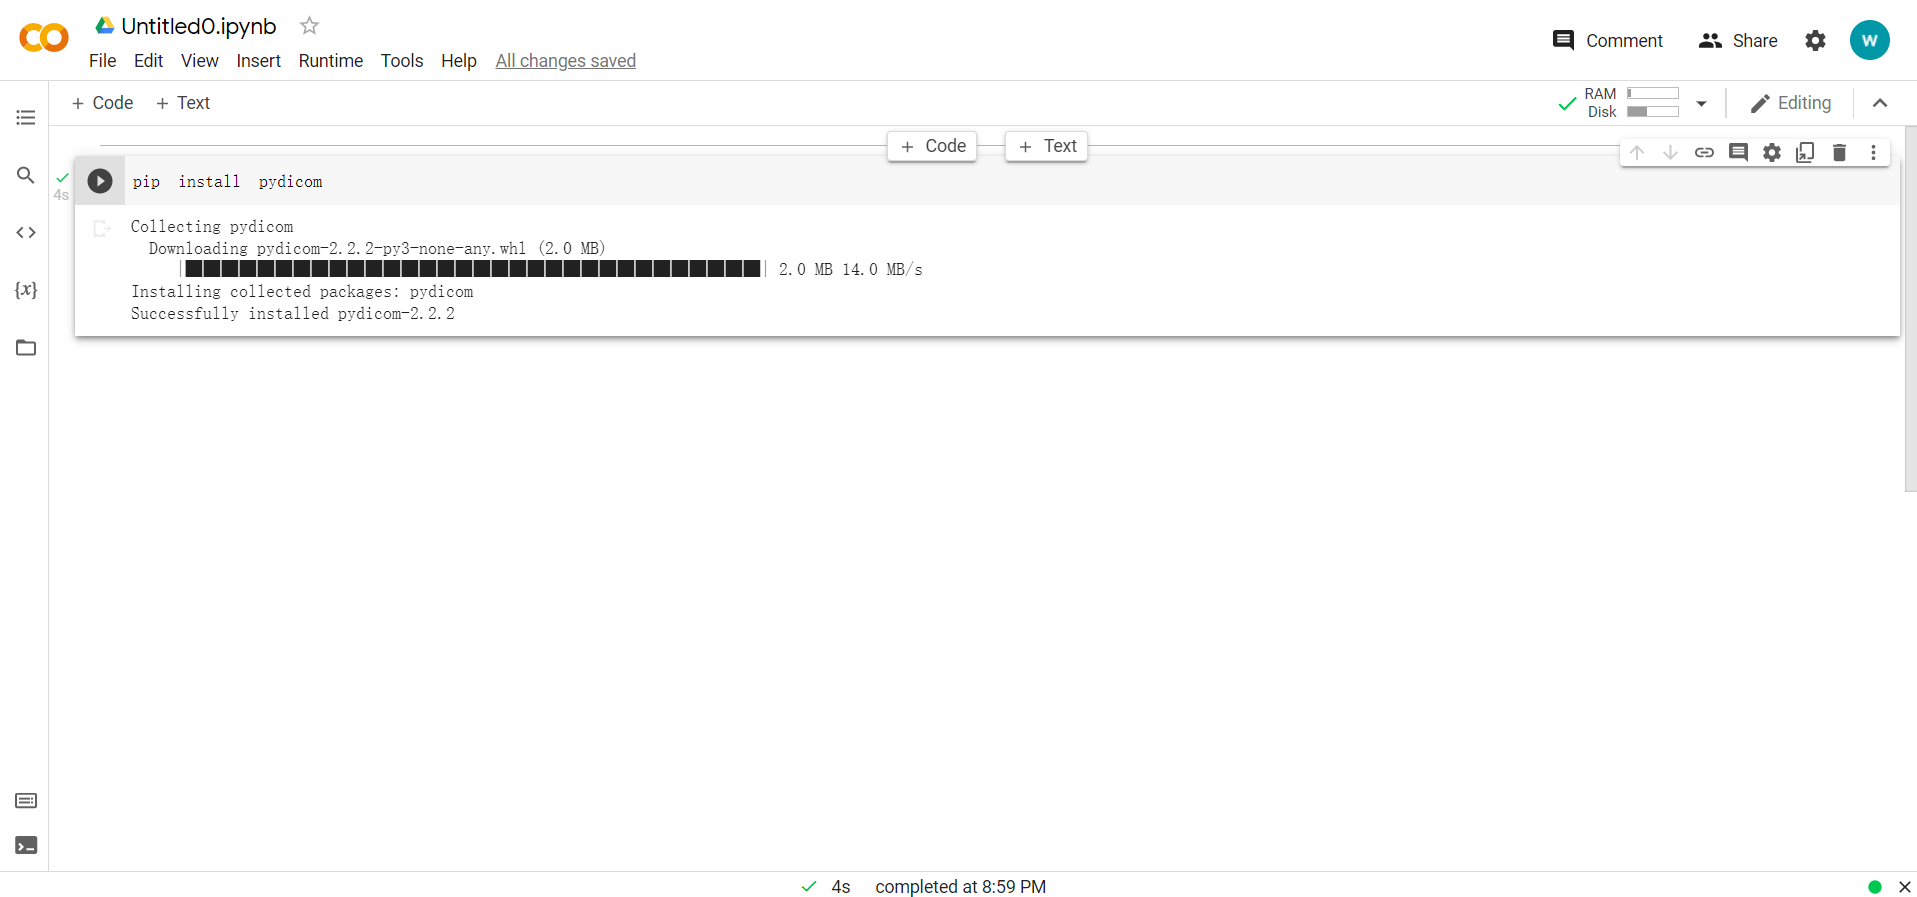 Untitled0.ipynb
File Edit View Insert Runtime Tools Help All changes saved
Comment Share W
+ Code + Text
RAM
Disk
Editing
+ Code + Text
4s
pip install pydicom
{x}
Collecting pydicom
Downloading pydicom-2.2.2-py3-none-any.whl (2.0 MB)
2.0 MB 14.0 MB/s
Installing collected packages: pydicom
Successfully installed pydicom-2.2.2
4s completed at 8:59 PM